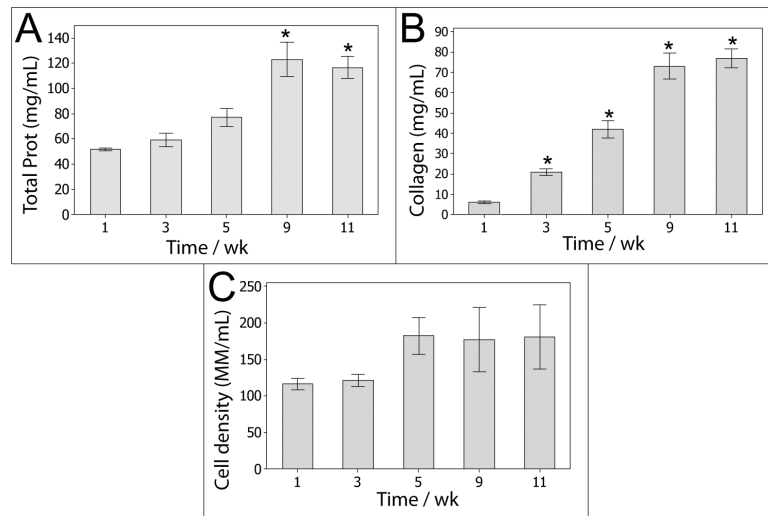 A
Total Prot (mg/mL)
140
120
100
80
60
40
20
0
* *
1 3 5 9 11
Time / wk
B
Collagen (mg/mL)
90
80
70
60
50
40
30
20
10
0
* * * *
1 3 5 9 11
Time / wk
C
Cell density (MM/mL)
250
200
150
100
50
0
1 3 5 9 11
Time / wk